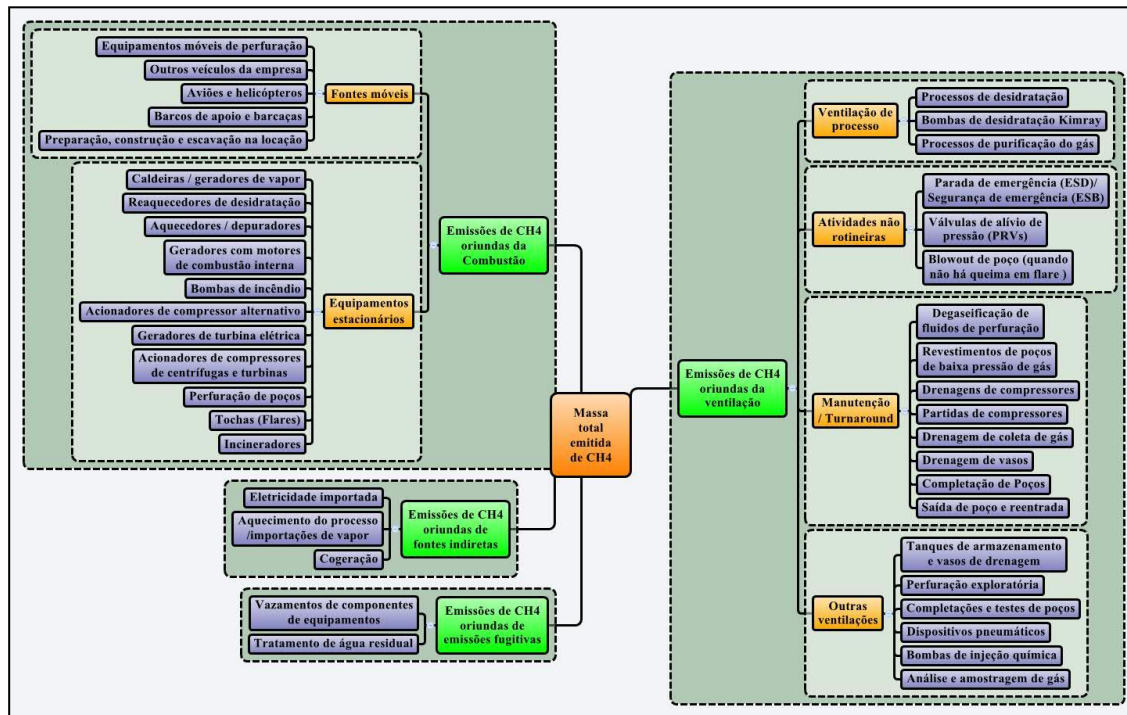 Equipamentos móveis de perfuração
Outros veículos da empresa
Aviões e helicópteros
Barcos de apoio e barcaças
Preparação, construção e escavação na locação
Fontes móveis
Caldeiras / geradores de vapor
Reaquecedores de desidratação
Aquecedores / depuradores
Geradores com motores
de combustão interna
Bombas de incêndio
Acionadores de compressor alternativo
Geradores de turbina elétrica
Acionadores de compressores
de centrífugas e turbinas
Perfuração de poços
Tochas (Flares)
Incineradores
Equipamentos
estacionários
Emissões de CH4
oriundas da
Combustão
Eletricidade importada
Aquecimento do processo
/importações de vapor
Cogeração
Emissões de CH4
oriundas de
fontes indiretas
Vazamentos de componentes
de equipamentos
Tratamento de água residual
Emissões de CH4
oriundas de
emissões fugitivas
Massa
total
emitida
de CH4
Emissões de CH4
oriundas da
ventilação
Ventilação de
processo
Processos de desidratação
Bombas de desidratação Kimray
Processos de purificação do gás
Atividades não
rotineiras
Parada de emergência (ESD)/
Segurança de emergência (ESB)
Válvulas de alívio de
pressão (PRVs)
Blowout de poço (quando
não há queima em flare )
Manutenção
/ Turnaround
Degaseificação de
fluidos de perfuração
Revestimentos de poços
de baixa pressão de gás
Drenagens de compressores
Partidas de compressores
Drenagem de coleta de gás
Drenagem de vasos
Completação de Poços
Saída de poço e reentrada
Outras
ventilações
Tanques de armazenamento
e vasos de drenagem
Perfuração exploratória
Completações e testes de poços
Dispositivos pneumáticos
Bombas de injeção química
Análise e amostragem de gás